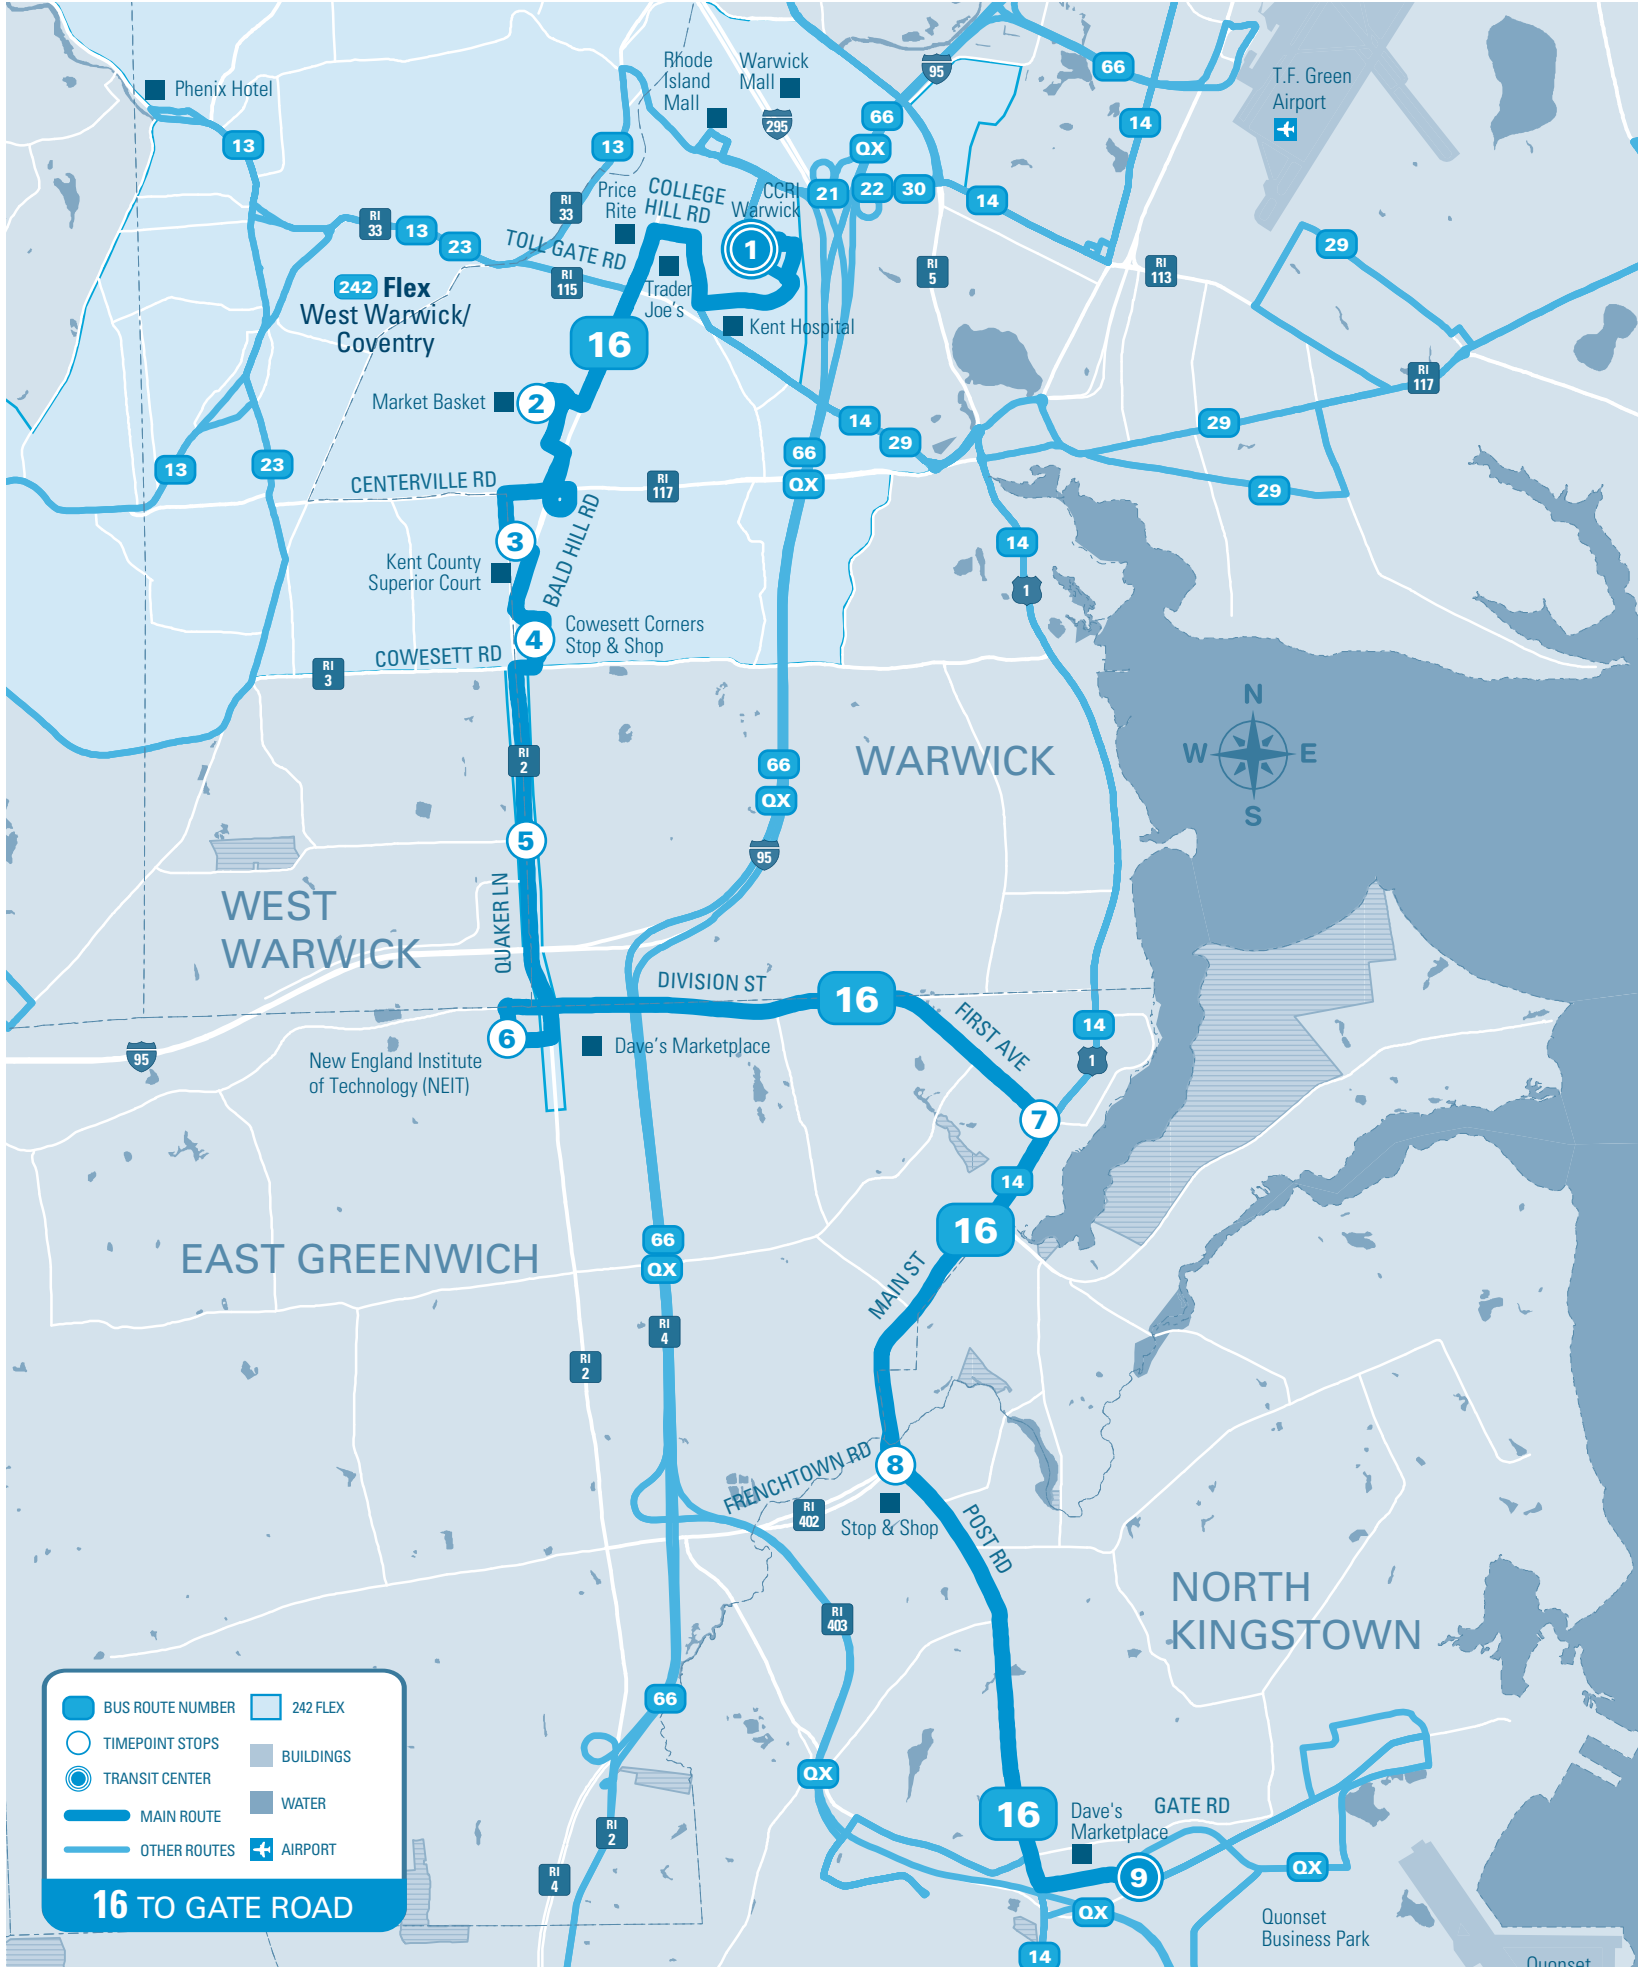 Rhode
Island
Mall
Warwick
Mall
95
66
T.F. Green
Airport
Phenix Hotel
66
14
295
13
13
QX
Price
Rite
COLLEGE
HILL RD
CCRI
Warwick
21
22
30
14
RI
33
RI
33
13
23
TOLL GATE RD
1
29
RI
115
RI
5
RI
113
242 Flex
West Warwick/
Coventry
Trader
Joe's
Kent Hospital
16
RI
117
Market Basket
2
14
29
29
13
23
66
QX
CENTERVILLE RD
RI
117
29
BALD HILL RD
3
14
Kent County
Superior Court
1
4
Cowesett Corners
Stop & Shop
COWESETT RD
RI
3
N
W
E
S
RI
2
66
QX
WARWICK
5
95
WEST
WARWICK
QUAKER LN
DIVISION ST
16
FIRST AVE
14
6
Dave's Marketplace
1
95
New England Institute
of Technology (NEIT)
7
14
16
66
QX
EAST GREENWICH
MAIN ST
RI
4
RI
2
8
FRENCHTOWN RD
RI
402
Stop & Shop
POST RD
NORTH
KINGSTOWN
RI
403
66
QX
16
Dave's
Marketplace
GATE RD
RI
2
RI
4
9
QX
QX
Quonset
Business Park
14
Quonset
BUS ROUTE NUMBER
242 FLEX
TIMEPOINT STOPS
BUILDINGS
TRANSIT CENTER
WATER
MAIN ROUTE
OTHER ROUTES
AIRPORT
16 TO GATE ROAD